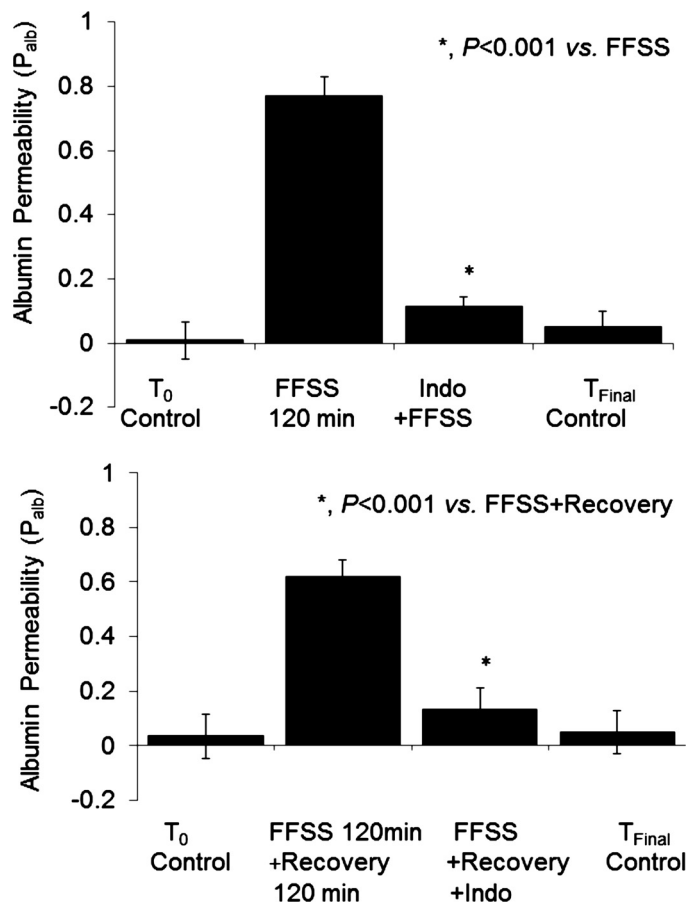 Albumin Permeability (Palb)
*, P<0.001 vs. FFSS
1
0.8
0.6
0.4
0.2
0
-0.2
*
T0 Control
FFSS 120 min
Indo +FFSS
TFinal Control
Albumin Permeability (Palb)
*, P<0.001 vs. FFSS+Recovery
1
0.8
0.6
0.4
0.2
0
-0.2
*
T0 Control
FFSS 120min +Recovery 120 min
FFSS +Recovery +Indo
TFinal Control